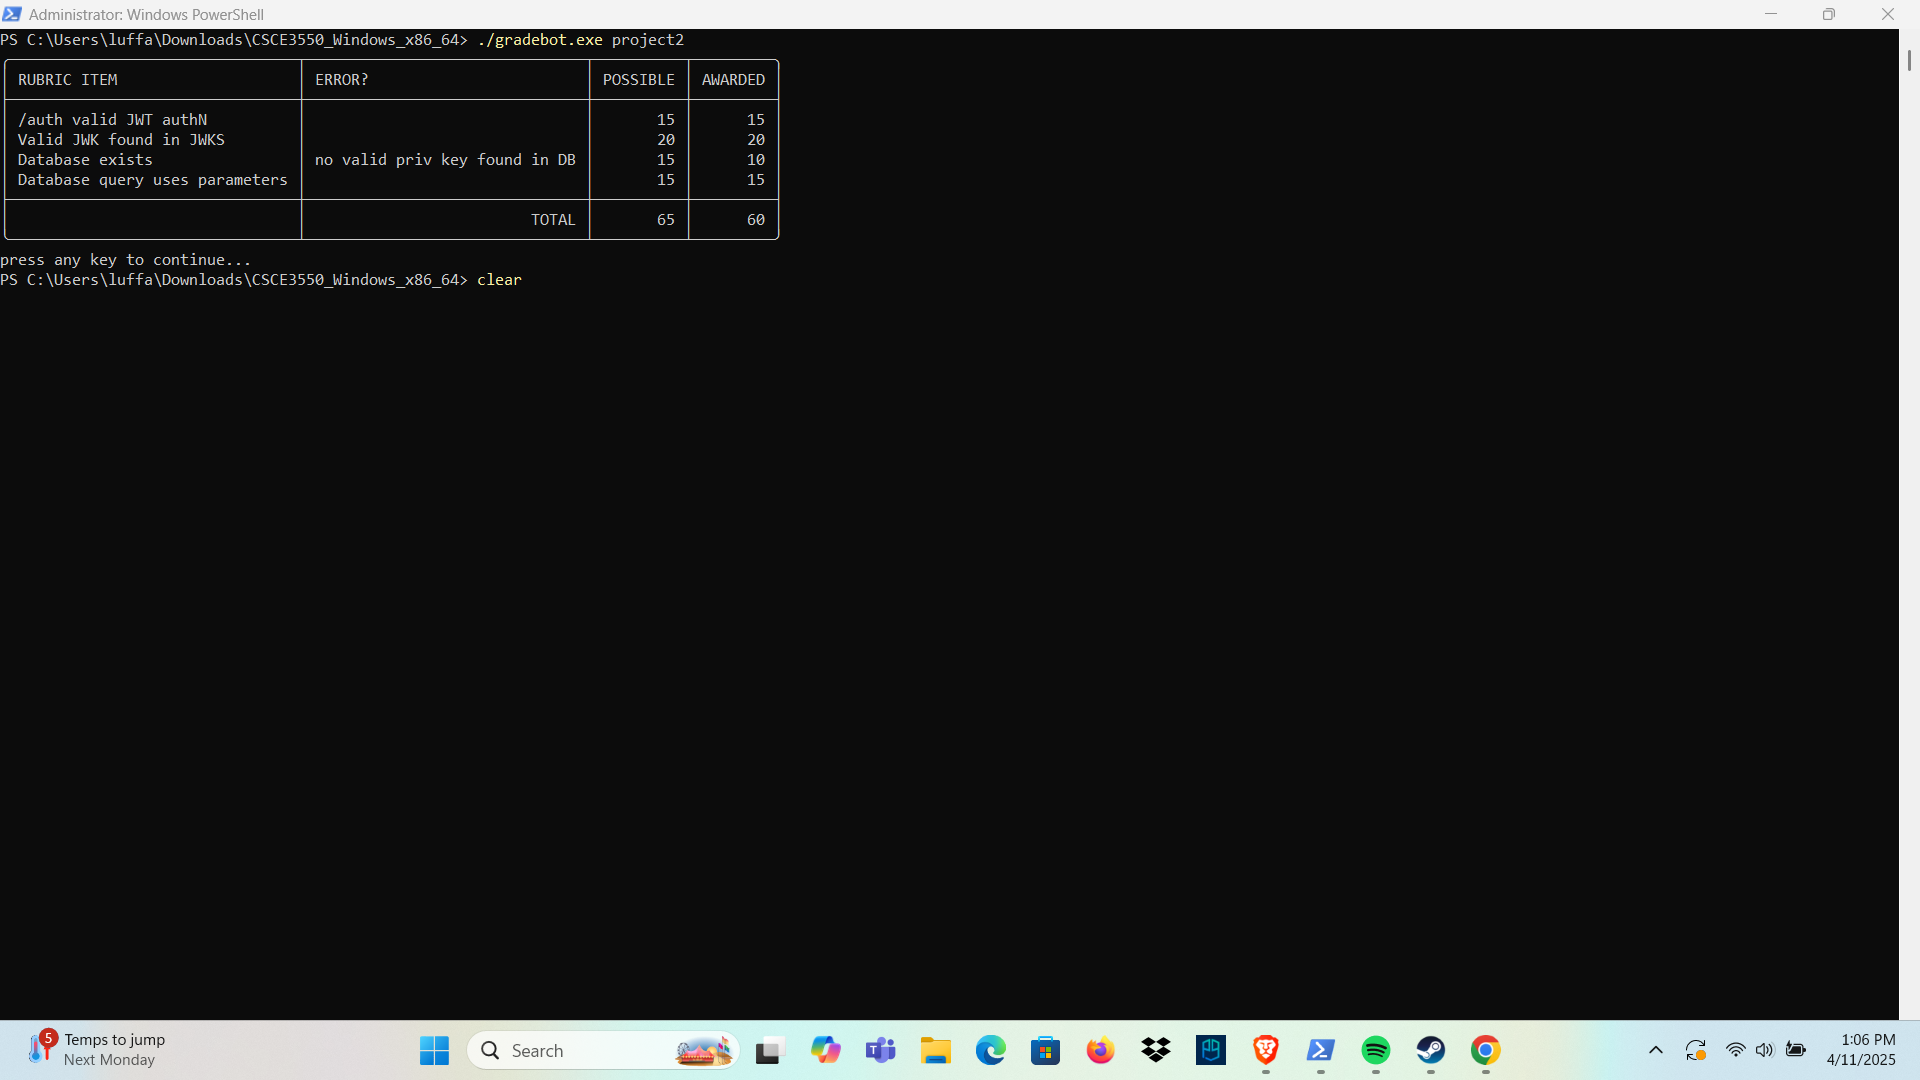 Administrator: Windows PowerShell
PS C:\Users\luffa\Downloads\CSCE3550_Windows_x86_64> ./gradebot.exe project2
RUBRIC ITEM ERROR? POSSIBLE AWARDED
/auth valid JWT authN 15 15
Valid JWK found in JWKS 20 20
Database exists no valid priv key found in DB 15 10
Database query uses parameters 15 15
TOTAL 65 60
press any key to continue...
PS C:\Users\luffa\Downloads\CSCE3550_Windows_x86_64> clear
5 Temps to jump
Next Monday
Search
1:06 PM
4/11/2025